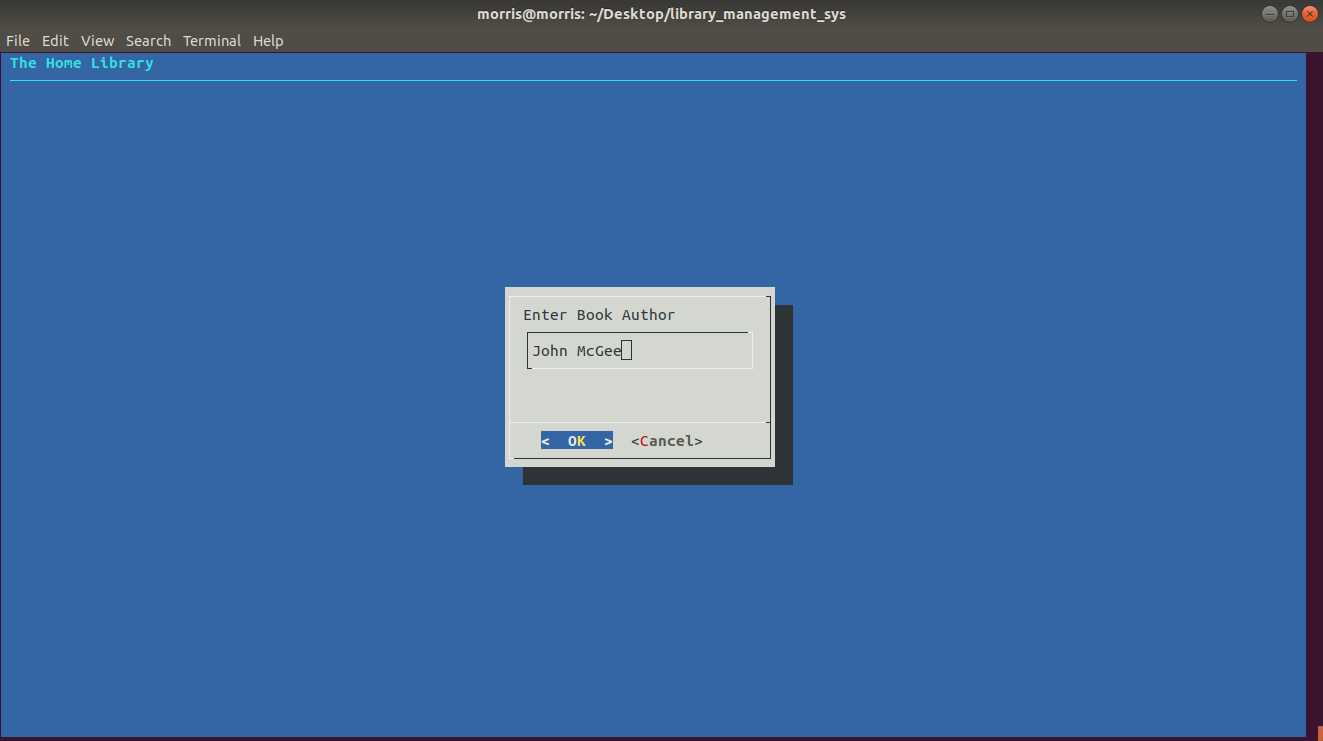 morris@morris: ~/Desktop/library_management_sys
File Edit View Search Terminal Help
The Home Library
Enter Book Author
John McGee
< OK > <Cancel>